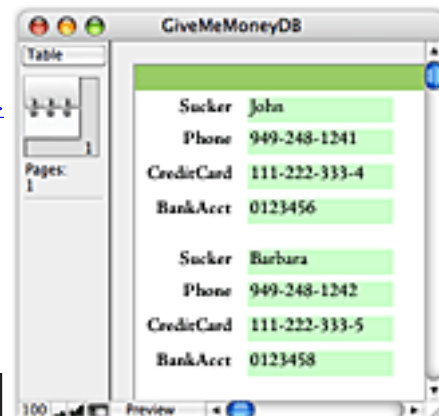 GiveMeMoneyDB
Table
1
Pages:
1
Sucker John
Phone 949-248-1241
CreditCard 111-222-333-4
BankAcct 0123456
Sucker Barbara
Phone 949-248-1242
CreditCard 111-222-333-5
BankAcct 0123458
100 Preview